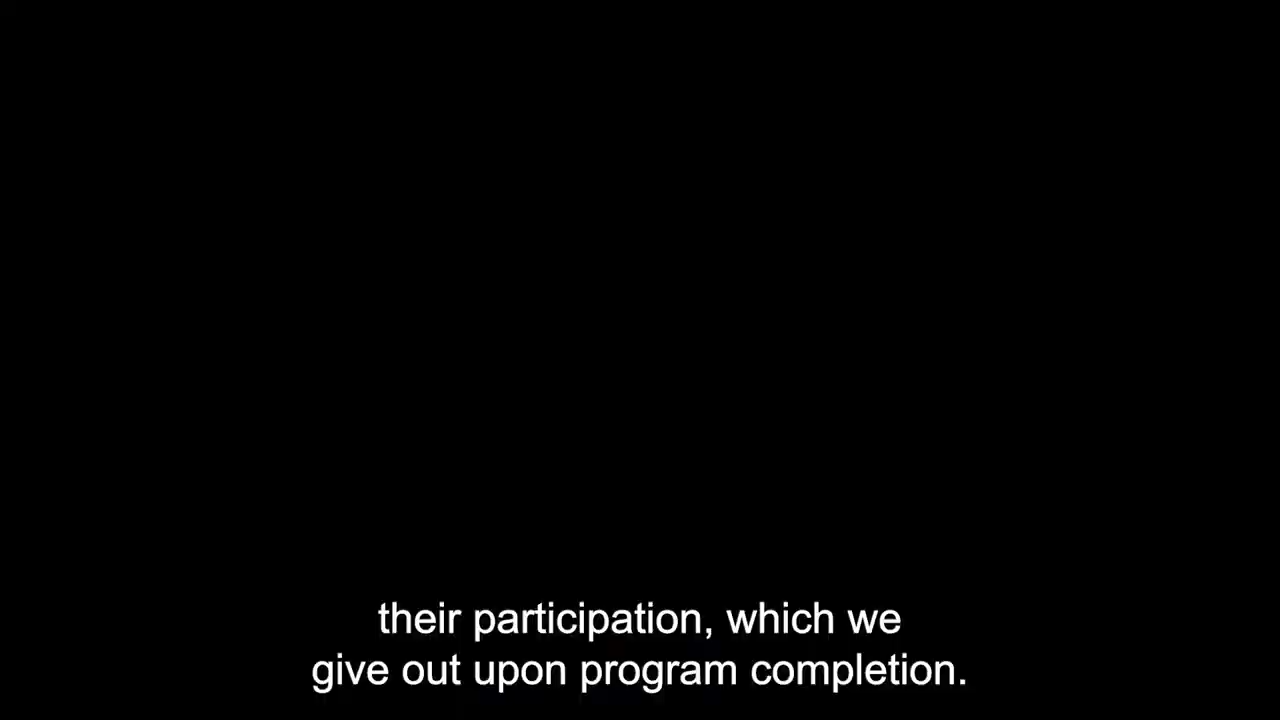 their participation, which we
give out upon program completion.